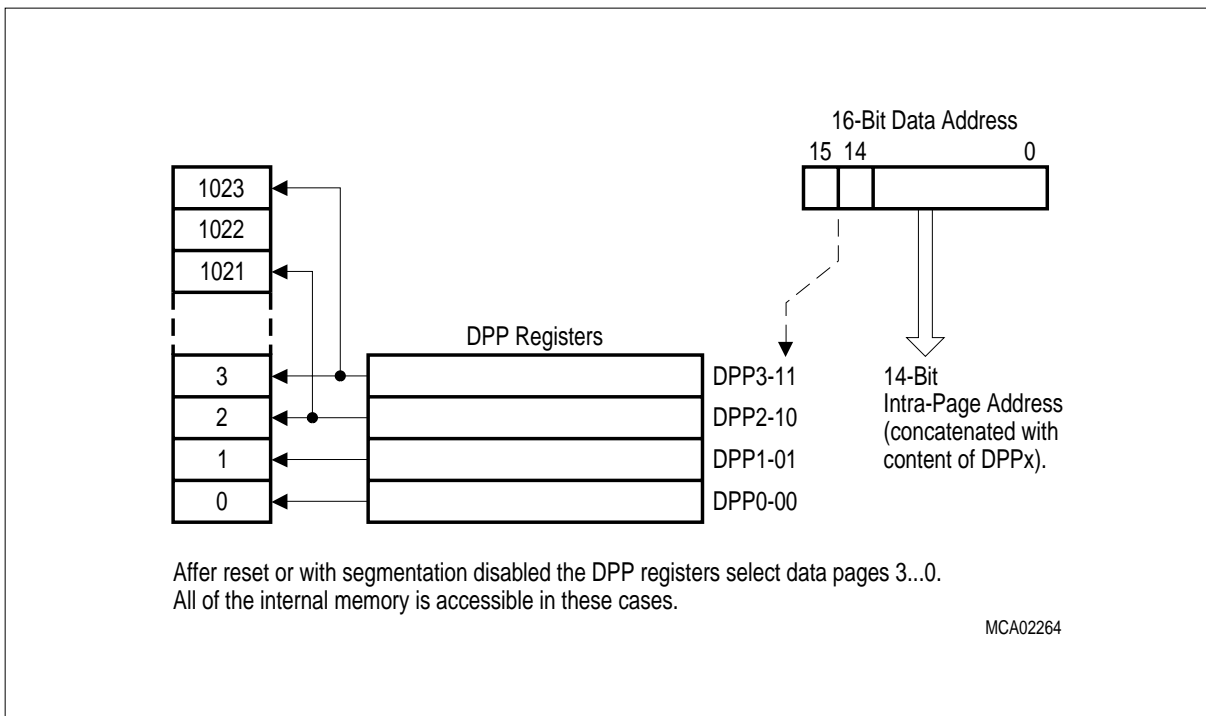 16-Bit Data Address
15 14 0
1023
1022
1021
DPP Registers
3
DPP3-11
2
DPP2-10
1
DPP1-01
0
DPP0-00
14-Bit
Intra-Page Address
(concatenated with
content of DPPx).
Affer reset or with segmentation disabled the DPP registers select data pages 3...0.
All of the internal memory is accessible in these cases.
MCA02264